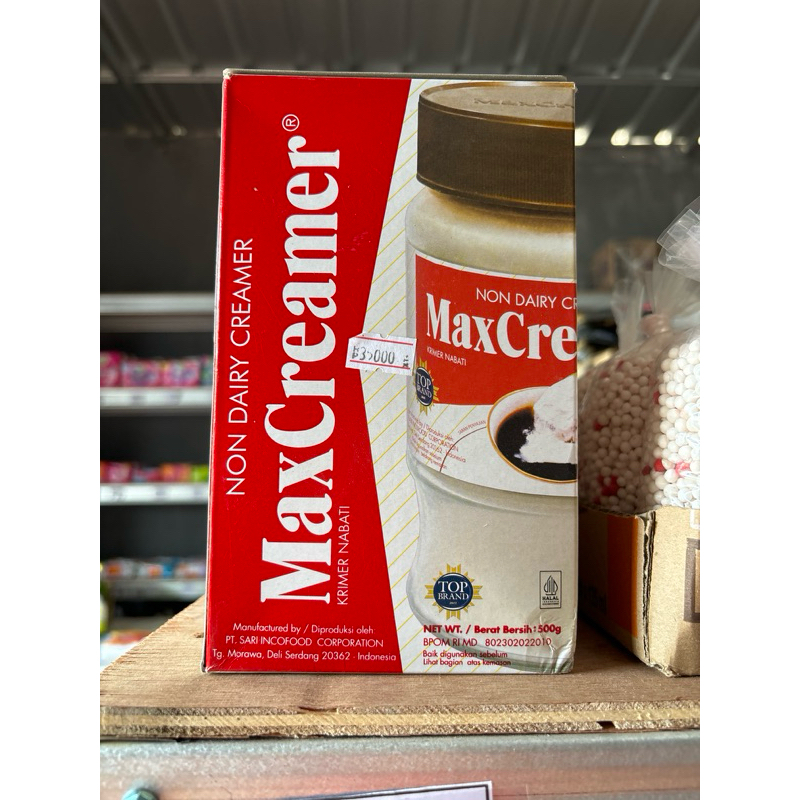 NON DAIRY CREAMER
MaxCreamer®
KRIMER NABATI
Manufactured by / Diproduksi oleh:
PT. SARI INCOFOOD CORPORATION
Tg. Morawa, Deli Serdang 20362 - Indonesia
NON DAIRY CR
MaxCre
KRIMER NABATI
TOP
BRAND
TOP
BRAND
HALAL
NET WT. / Berat Bersih : 500g
BPOM RI MD 802302022010
Baik digunakan sebelum
Lihat bagian atas kemasan